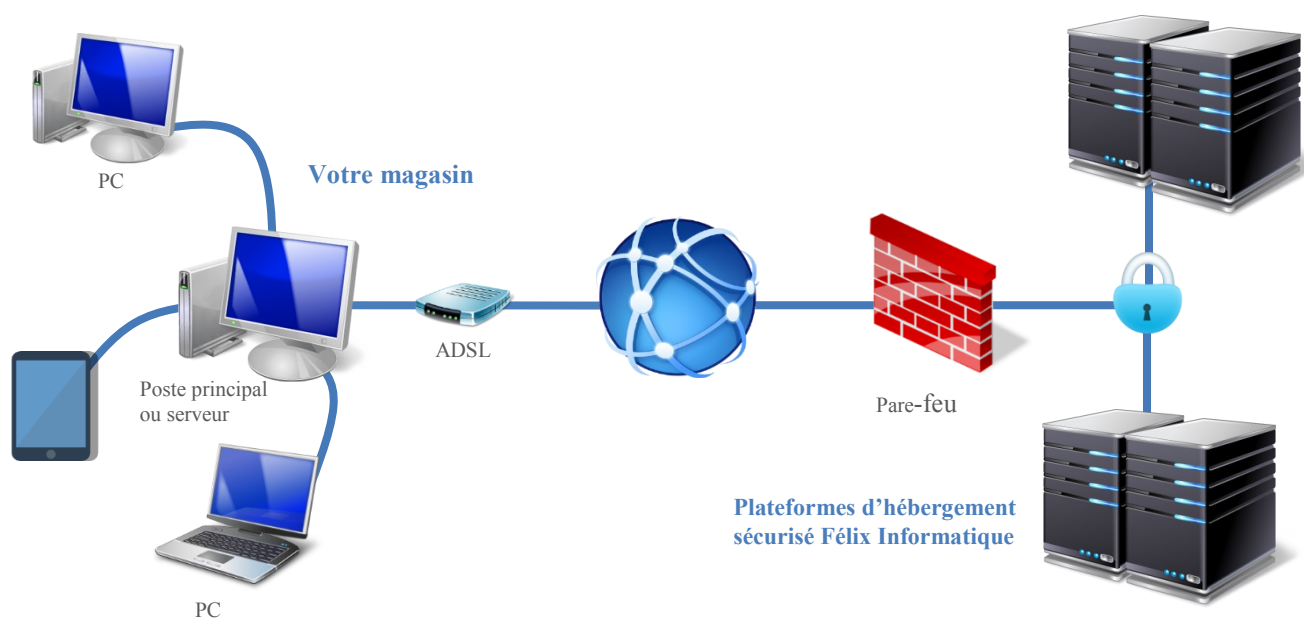 PC
Votre magasin
ADSL
Poste principal
ou serveur
Pare-feu
Plateformes d’hébergement
sécurisé Félix Informatique
PC